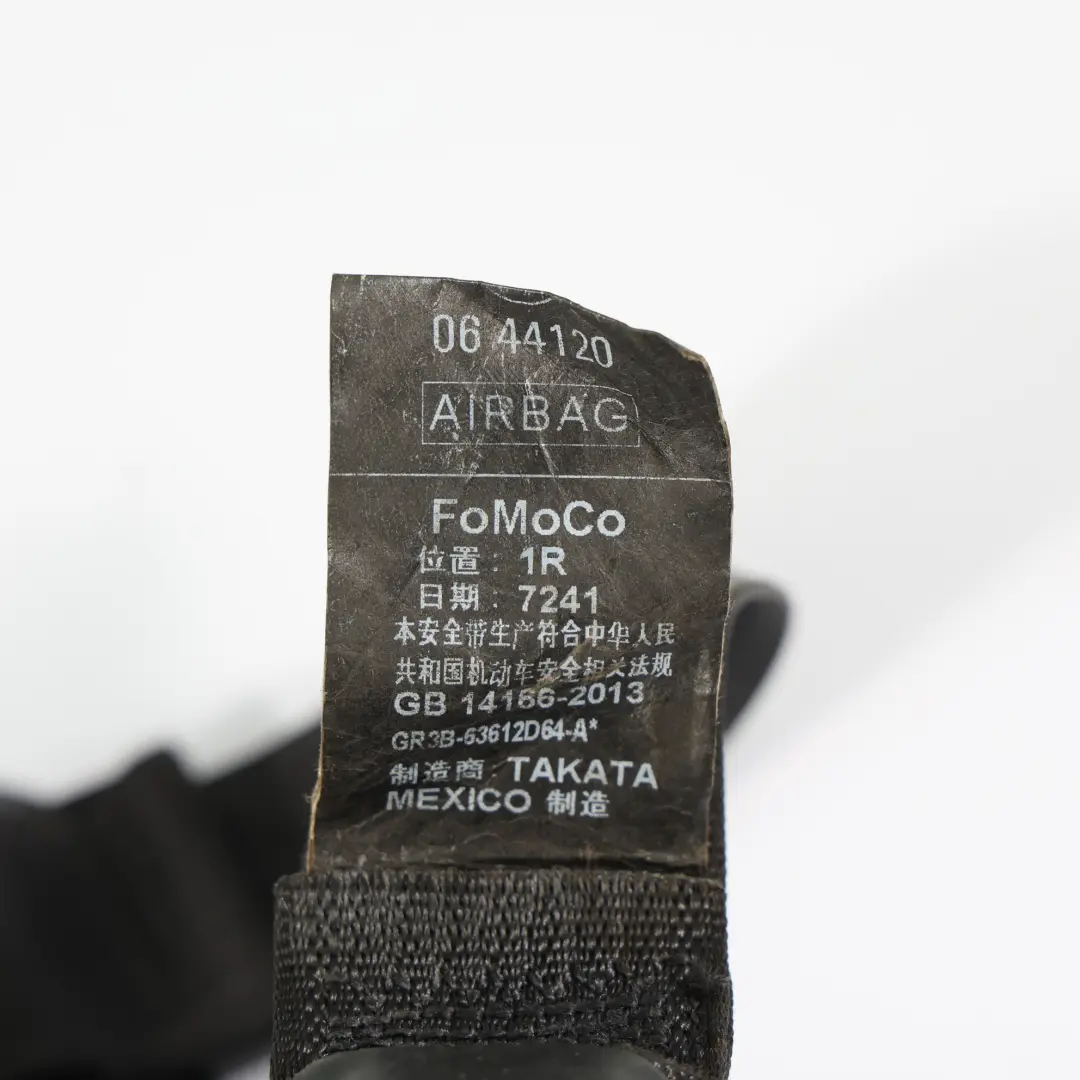 06 44120
AIRBAG
FoMoCo
位置: 1R
日期: 7241
本安全带生产符合中华人民
共和国机动车安全相关法规
GB 14166-2013
GR3B-63612D64-A*
制造商: TAKATA
MEXICO 制造